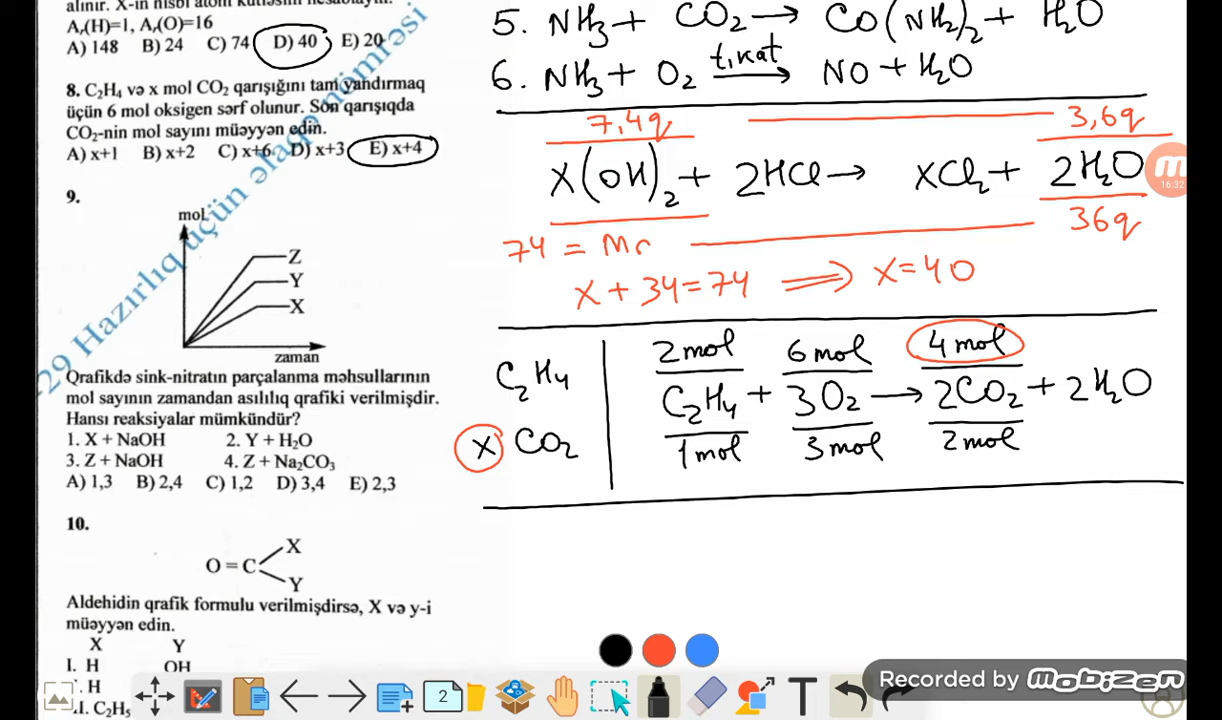 alınır. X-in nisbi atom kütləsini hesablayın.
Aᵣ(H)=1, Aᵣ(O)=16
A) 148 B) 24 C) 74 D) 40 E) 20
8. C₂H₄ və x mol CO₂ qarışığını tam yandırmaq
üçün 6 mol oksigen sərf olunur. Son qarışıqda
CO₂-nin mol sayını müəyyən edin.
A) x+1 B) x+2 C) x+6 D) x+3 E) x+4
9.
mol
Z
Y
X
zaman
Qrafikdə sink-nitratın parçalanma məhsullarının
mol sayının zamandan asılılıq qrafiki verilmişdir.
Hansı reaksiyalar mümkündür?
1. X + NaOH 2. Y + H₂O
3. Z + NaOH 4. Z + Na₂CO₃
A) 1,3 B) 2,4 C) 1,2 D) 3,4 E) 2,3
10.
X
O = C
Y
Aldehidin qrafik formulu verilmişdirsə, X və y-i
müəyyən edin.
X Y
I. H OH
H
C₂H₅
29 Hazırlıq üçün əlaqə nömrəsi
5. NH₃ + CO₂ → CO(NH₂)₂ + H₂O
6. NH₃ + O₂ t,kat → NO + H₂O
7,4q 3,6q
X(OH)₂ + 2HCl → XCl₂ + 2H₂O
74 = Mr 36q
X + 34 = 74 ⟹ X = 40
2mol 6mol 4mol
C₂H₄ C₂H₄ + 3O₂ → 2CO₂ + 2H₂O
X CO₂ 1mol 3mol 2mol
M
16:32
2
T
Recorded by mobizen